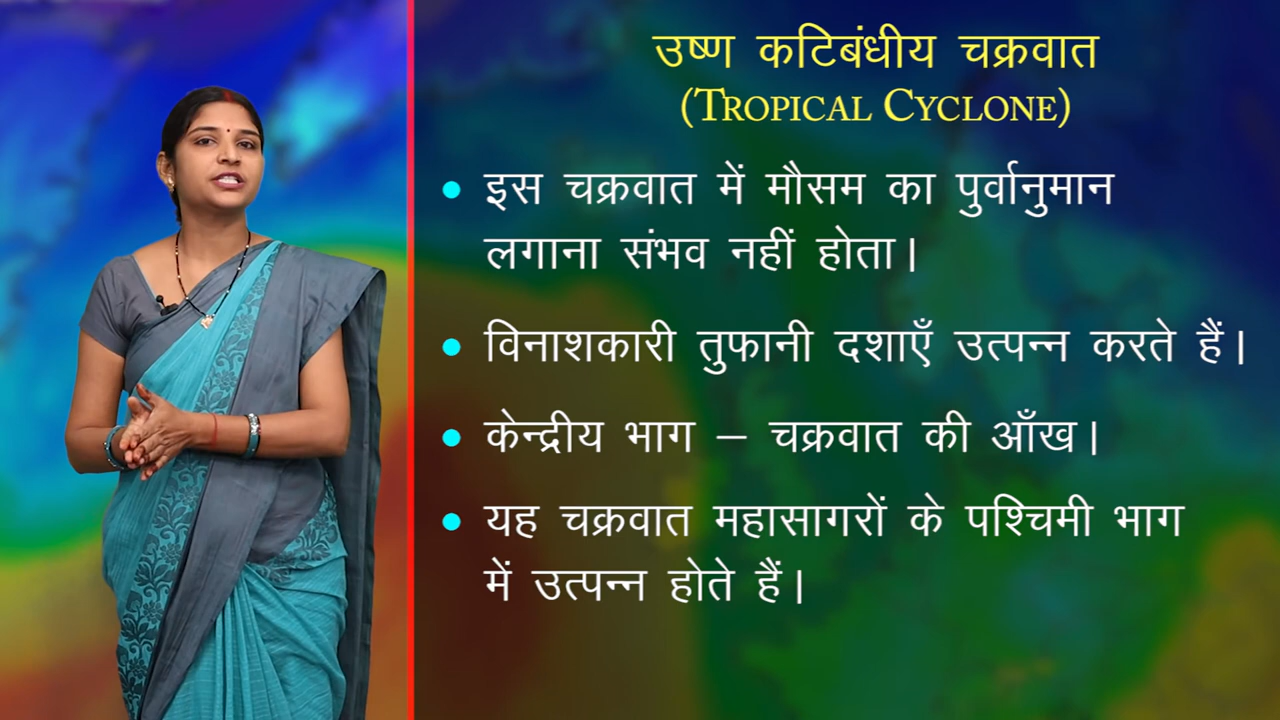 उष्ण कटिबंधीय चक्रवात
(TROPICAL CYCLONE)
• इस चक्रवात में मौसम का पुर्वानुमान
लगाना संभव नहीं होता।
• विनाशकारी तुफानी दशाएँ उत्पन्न करते हैं।
• केन्द्रीय भाग – चक्रवात की आँख।
• यह चक्रवात महासागरों के पश्चिमी भाग
में उत्पन्न होते हैं।